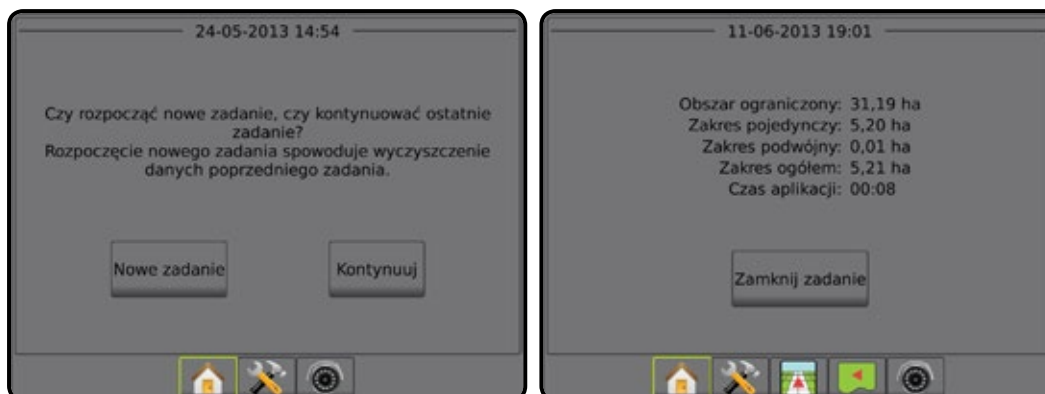 24-05-2013 14:54
Czy rozpocząć nowe zadanie, czy kontynuować ostatnie
zadanie?
Rozpoczęcie nowego zadania spowoduje wyczyszczenie
danych poprzedniego zadania.
Nowe zadanie
Kontynuuj
11-06-2013 19:01
Obszar ograniczony: 31,19 ha
Zakres pojedynczy: 5,20 ha
Zakres podwójny: 0,01 ha
Zakres ogółem: 5,21 ha
Czas aplikacji: 00:08
Zamknij zadanie